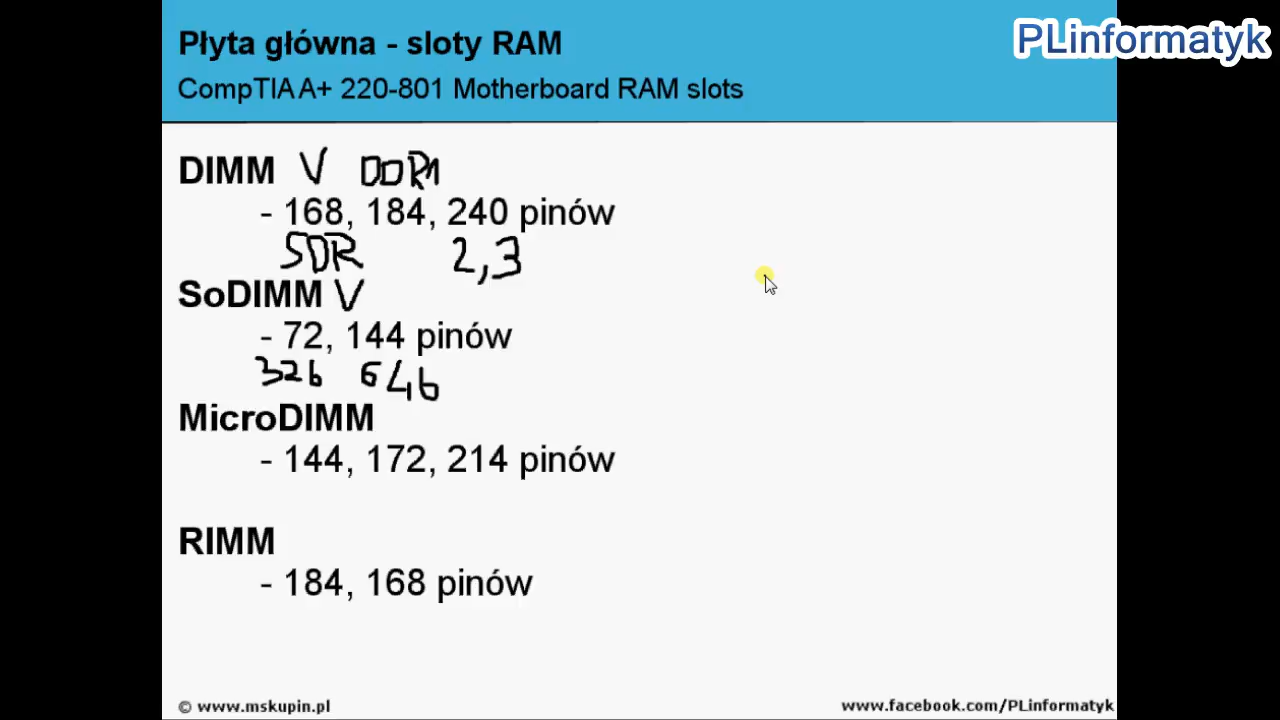 Płyta główna - sloty RAM
PLinformatyk
CompTIA A+ 220-801 Motherboard RAM slots
DIMM V DDR1
- 168, 184, 240 pinów
SDR 2,3
SoDIMM V
- 72, 144 pinów
32b 64b
MicroDIMM
- 144, 172, 214 pinów
RIMM
- 184, 168 pinów
© www.mskupin.pl
www.facebook.com/PLinformatyk